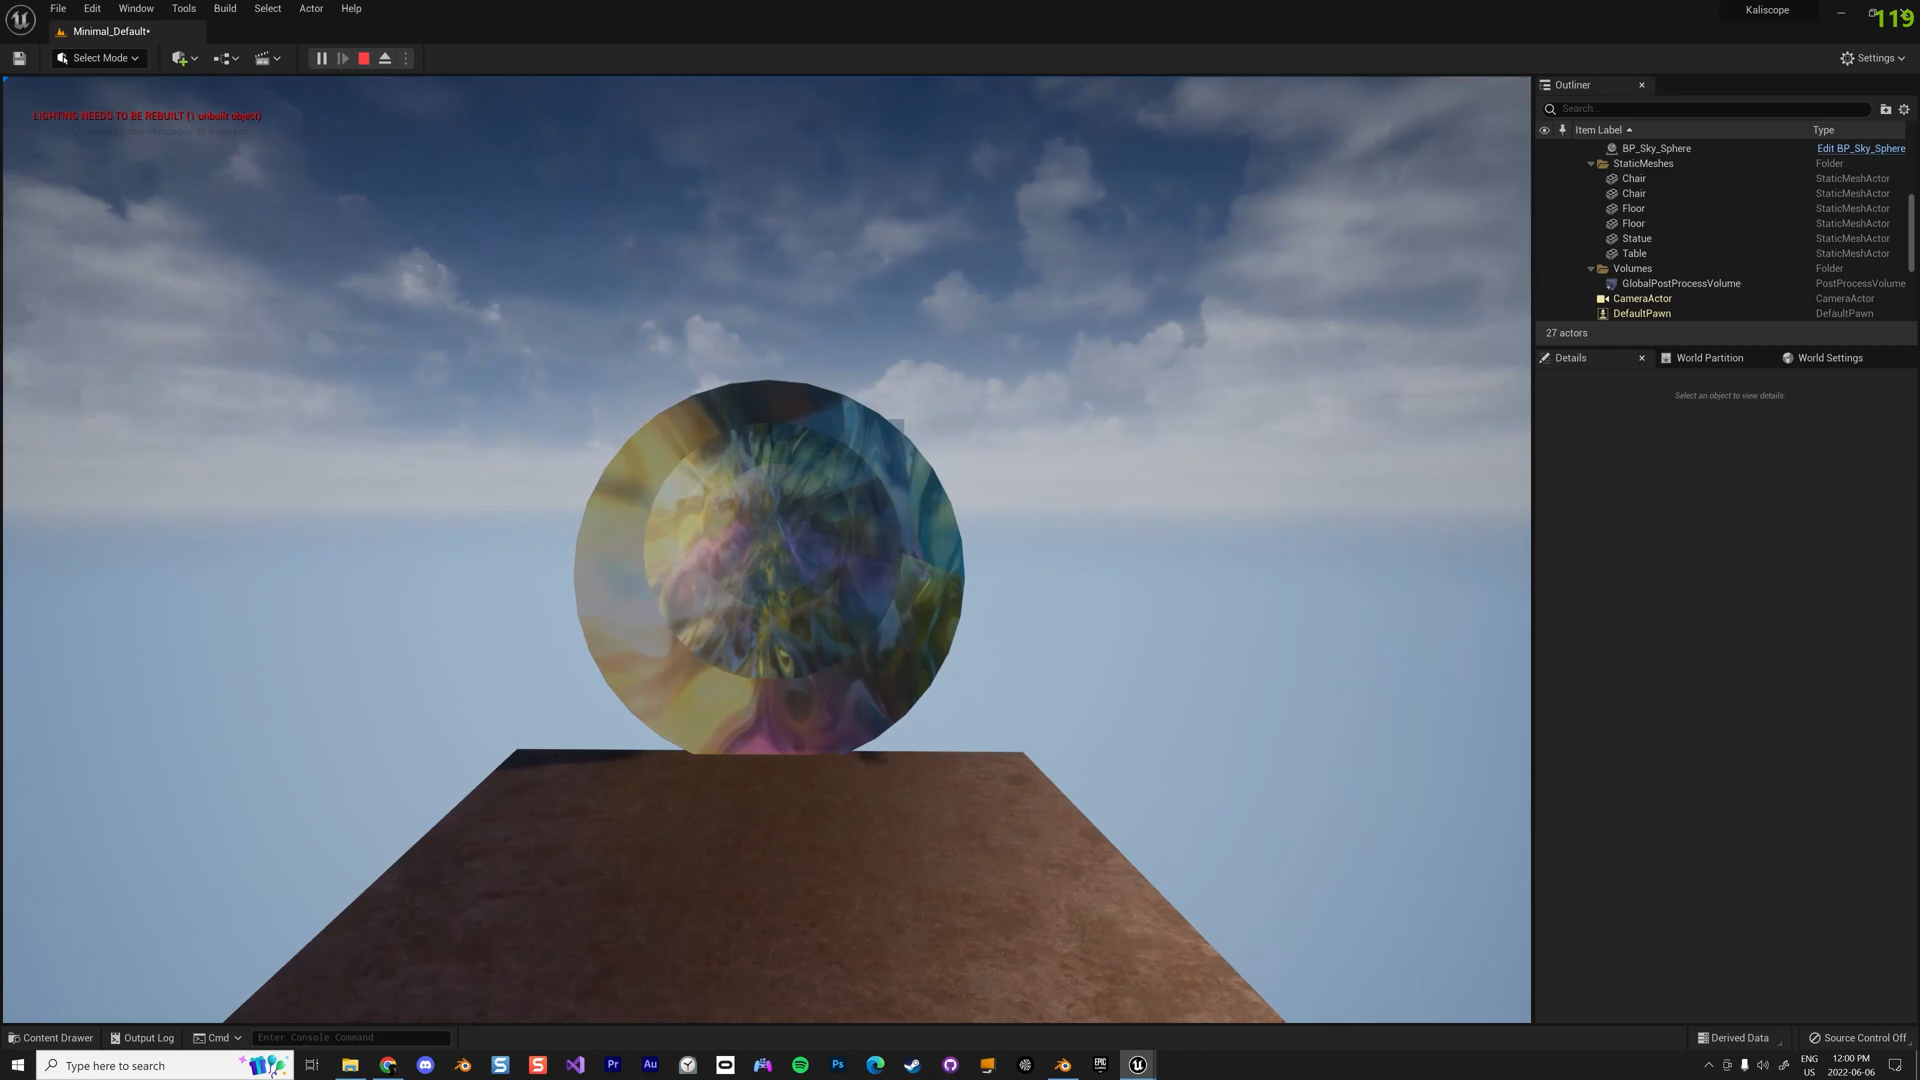 File Edit Window Tools Build Select Actor Help
Kaliscope
119
Minimal_Default•
Select Mode
Settings
LIGHTING NEEDS TO BE REBUILT (1 unbuilt object)
Outliner
Search...
Item Label Type
BP_Sky_Sphere Edit BP_Sky_Sphere
StaticMeshes Folder
Chair StaticMeshActor
Chair StaticMeshActor
Floor StaticMeshActor
Floor StaticMeshActor
Statue StaticMeshActor
Table StaticMeshActor
Volumes Folder
GlobalPostProcessVolume PostProcessVolume
CameraActor CameraActor
DefaultPawn DefaultPawn
27 actors
Details World Partition World Settings
Select an object to view details.
Content Drawer Output Log Cmd Enter Console Command Derived Data Source Control Off
Type here to search
Pr Au Ps
ENG
US
12:00 PM
2022-06-06